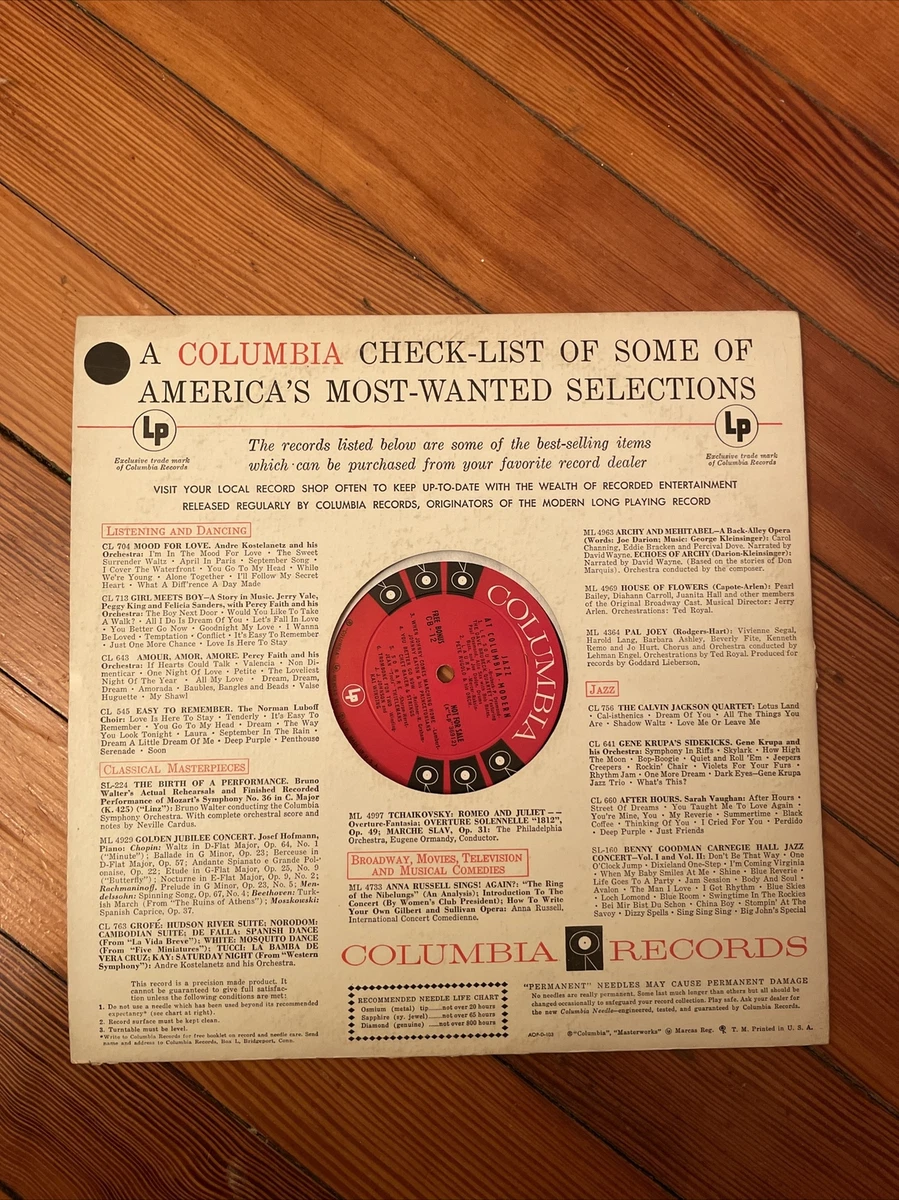 A COLUMBIA CHECK-LIST OF SOME OF
AMERICA'S MOST-WANTED SELECTIONS
LP
Exclusive trade mark
of Columbia Records
LP
Exclusive trade mark
of Columbia Records
The records listed below are some of the best-selling items
which can be purchased from your favorite record dealer
VISIT YOUR LOCAL RECORD SHOP OFTEN TO KEEP UP-TO-DATE WITH THE WEALTH OF RECORDED ENTERTAINMENT
RELEASED REGULARLY BY COLUMBIA RECORDS, ORIGINATORS OF THE MODERN LONG PLAYING RECORD
LISTENING AND DANCING
CL 704 MOOD FOR LOVE. Andre Kostelanetz and his
Orchestra: I'm In The Mood For Love • The Sweet
Surrender Waltz • April In Paris • September Song •
I Cover The Waterfront • You Go To My Head • While
We're Young • Alone Together • I'll Follow My Secret
Heart • What A Diff'rence A Day Made
CL 713 GIRL MEETS BOY—A Story in Music. Jerry Vale,
Peggy King and Felicia Sanders, with Percy Faith and his
Orchestra: The Boy Next Door • Would You Like To Take
A Walk? • All I Do Is Dream Of You • Let's Fall In Love
• You Better Go Now • Goodnight My Love • I Wanna
Be Loved • Temptation • Conflict • It's Easy To Remember
• Just One More Chance • Love Is Here To Stay
CL 643 AMOUR, AMOR, AMORE. Percy Faith and his
Orchestra: If Hearts Could Talk • Valencia • Non Di-
menticar • One Night Of Love • Petite • The Loveliest
Night Of The Year • All My Love • Dream, Dream,
Dream • Amorada • Baubles, Bangles and Beads • Valse
Huguette • My Shawl
CL 545 EASY TO REMEMBER. The Norman Luboff
Choir: Love Is Here To Stay • Tenderly • It's Easy To
Remember • You Go To My Head • Dream • The Way
You Look Tonight • Laura • September In The Rain •
Dream A Little Dream Of Me • Deep Purple • Penthouse
Serenade • Soon
CLASSICAL MASTERPIECES
SL-224 THE BIRTH OF A PERFORMANCE. Bruno
Walter's Actual Rehearsals and Finished Recorded
Performance of Mozart's Symphony No. 36 in C. Major
(K. 425) ("Linz"): Bruno Walter conducting the Columbia
Symphony Orchestra. With complete orchestral score and
notes by Neville Cardus.
ML 4929 GOLDEN JUBILEE CONCERT. Josef Hofmann,
Piano: Chopin: Waltz in D-Flat Major, Op. 64, No. 1
("Minute"); Ballade in G Minor, Op. 23; Berceuse in
D-Flat Major, Op. 57; Andante Spianato e Grande Pol-
onaise, Op. 22; Etude in G-Flat Major, Op. 25, No. 9
("Butterfly"); Nocturne in E-Flat Major, Op. 9, No. 2;
Rachmaninoff, Prelude in G Minor, Op. 23, No. 5; Men-
delssohn: Spinning Song, Op. 67, No. 4; Beethoven: Turk-
ish March (From "The Ruins of Athens"); Moszkowski:
Spanish Caprice, Op. 37.
CL 763 GROFÉ: HUDSON RIVER SUITE; NORODOM:
CAMBODIAN SUITE; DE FALLA: SPANISH DANCE
(From "La Vida Breve"); WHITE: MOSQUITO DANCE
(From "Five Miniatures"); TUCCI: LA BAMBA DE
VERA CRUZ; KAY: SATURDAY NIGHT (From "Western
Symphony"): Andre Kostelanetz and his Orchestra.
This record is a precision made product. It
cannot be guaranteed to give full satisfac-
tion unless the following conditions are met:
1. Do not use a needle which has been used beyond its recommended
expectancy* (see chart at right).
2. Record surface must be kept clean.
3. Turntable must be level.
*Write to Columbia Records for free booklet on record and needle care. Send
name and address to Columbia Records, Box L, Bridgeport, Conn.
COLUMBIA
JAZZ
AT COLUMBIA—MODERN
FREE BONUS
CB-12
NOT FOR SALE
LP
ML 4997 TCHAIKOVSKY: ROMEO AND JULIET—
Overture-Fantasia; OVERTURE SOLENNELLE "1812",
Op. 49; MARCHE SLAV, Op. 31: The Philadelphia
Orchestra, Eugene Ormandy, Conductor.
BROADWAY, MOVIES, TELEVISION
AND MUSICAL COMEDIES
ML 4733 ANNA RUSSELL SINGS! AGAIN?: "The Ring
of the Nibelungs" (An Analysis); Introduction To The
Concert (By Women's Club President); How To Write
Your Own Gilbert and Sullivan Opera: Anna Russell,
International Concert Comedienne.
ML 4963 ARCHY AND MEHITABEL—A Back-Alley Opera
(Words: Joe Darion; Music: George Kleinsinger): Carol
Channing, Eddie Bracken and Percival Dove. Narrated by
David Wayne. ECHOES OF ARCHY (Darion-Kleinsinger):
Narrated by David Wayne. (Based on the stories of Don
Marquis). Orchestra conducted by the composer.
ML 4969 HOUSE OF FLOWERS (Capote-Arlen): Pearl
Bailey, Diahann Carroll, Juanita Hall and other members
of the Original Broadway Cast. Musical Director: Jerry
Arlen. Orchestrations: Ted Royal.
ML 4364 PAL JOEY (Rodgers-Hart): Vivienne Segal,
Harold Lang, Barbara Ashley, Beverly Fite, Kenneth
Remo and Jo Hurt. Chorus and Orchestra conducted by
Lehman Engel. Orchestrations by Ted Royal. Produced for
records by Goddard Lieberson.
JAZZ
CL 756 THE CALVIN JACKSON QUARTET: Lotus Land
• Cal-isthenics • Dream Of You • All The Things You
Are • Shadow Waltz • Love Me Or Leave Me
CL 641 GENE KRUPA'S SIDEKICKS. Gene Krupa and
his Orchestra: Symphony In Riffs • Skylark • How High
The Moon • Bop-Boogie • Quiet and Roll 'Em • Jeepers
Creepers • Rockin' Chair • Violets For Your Furs •
Rhythm Jam • One More Dream • Dark Eyes—Gene Krupa
Jazz Trio • What's This?
CL 660 AFTER HOURS. Sarah Vaughan: After Hours •
Street Of Dreams • You Taught Me To Love Again •
You're Mine, You • My Reverie • Summertime • Black
Coffee • Thinking Of You • I Cried For You • Perdido
• Deep Purple • Just Friends
SL-160 BENNY GOODMAN CARNEGIE HALL JAZZ
CONCERT—Vol. I and Vol. II: Don't Be That Way • One
O'Clock Jump • Dixieland One-Step • I'm Coming Virginia
• When My Baby Smiles At Me • Shine • Blue Reverie •
Life Goes To A Party • Jam Session • Body And Soul •
Avalon • The Man I Love • I Got Rhythm • Blue Skies
• Loch Lomond • Blue Room • Swingtime In The Rockies
• Bei Mir Bist Du Schon • China Boy • Stompin' At The
Savoy • Dizzy Spells • Sing Sing Sing • Big John's Special
COLUMBIA RECORDS
RECOMMENDED NEEDLE LIFE CHART
Osmium (metal) tip....not over 20 hours
Sapphire (sy. jewel)....not over 65 hours
Diamond (genuine) ....not over 800 hours
"PERMANENT" NEEDLES MAY CAUSE PERMANENT DAMAGE
No needles are really permanent. Some last much longer than others but all should be
changed occasionally to safeguard your record collection. Play safe. Ask your dealer for
the new Columbia Needle—engineered, tested, and guaranteed by Columbia Records.
®"Columbia", "Masterworks" Marcas Reg. T. M. Printed in U. S. A.